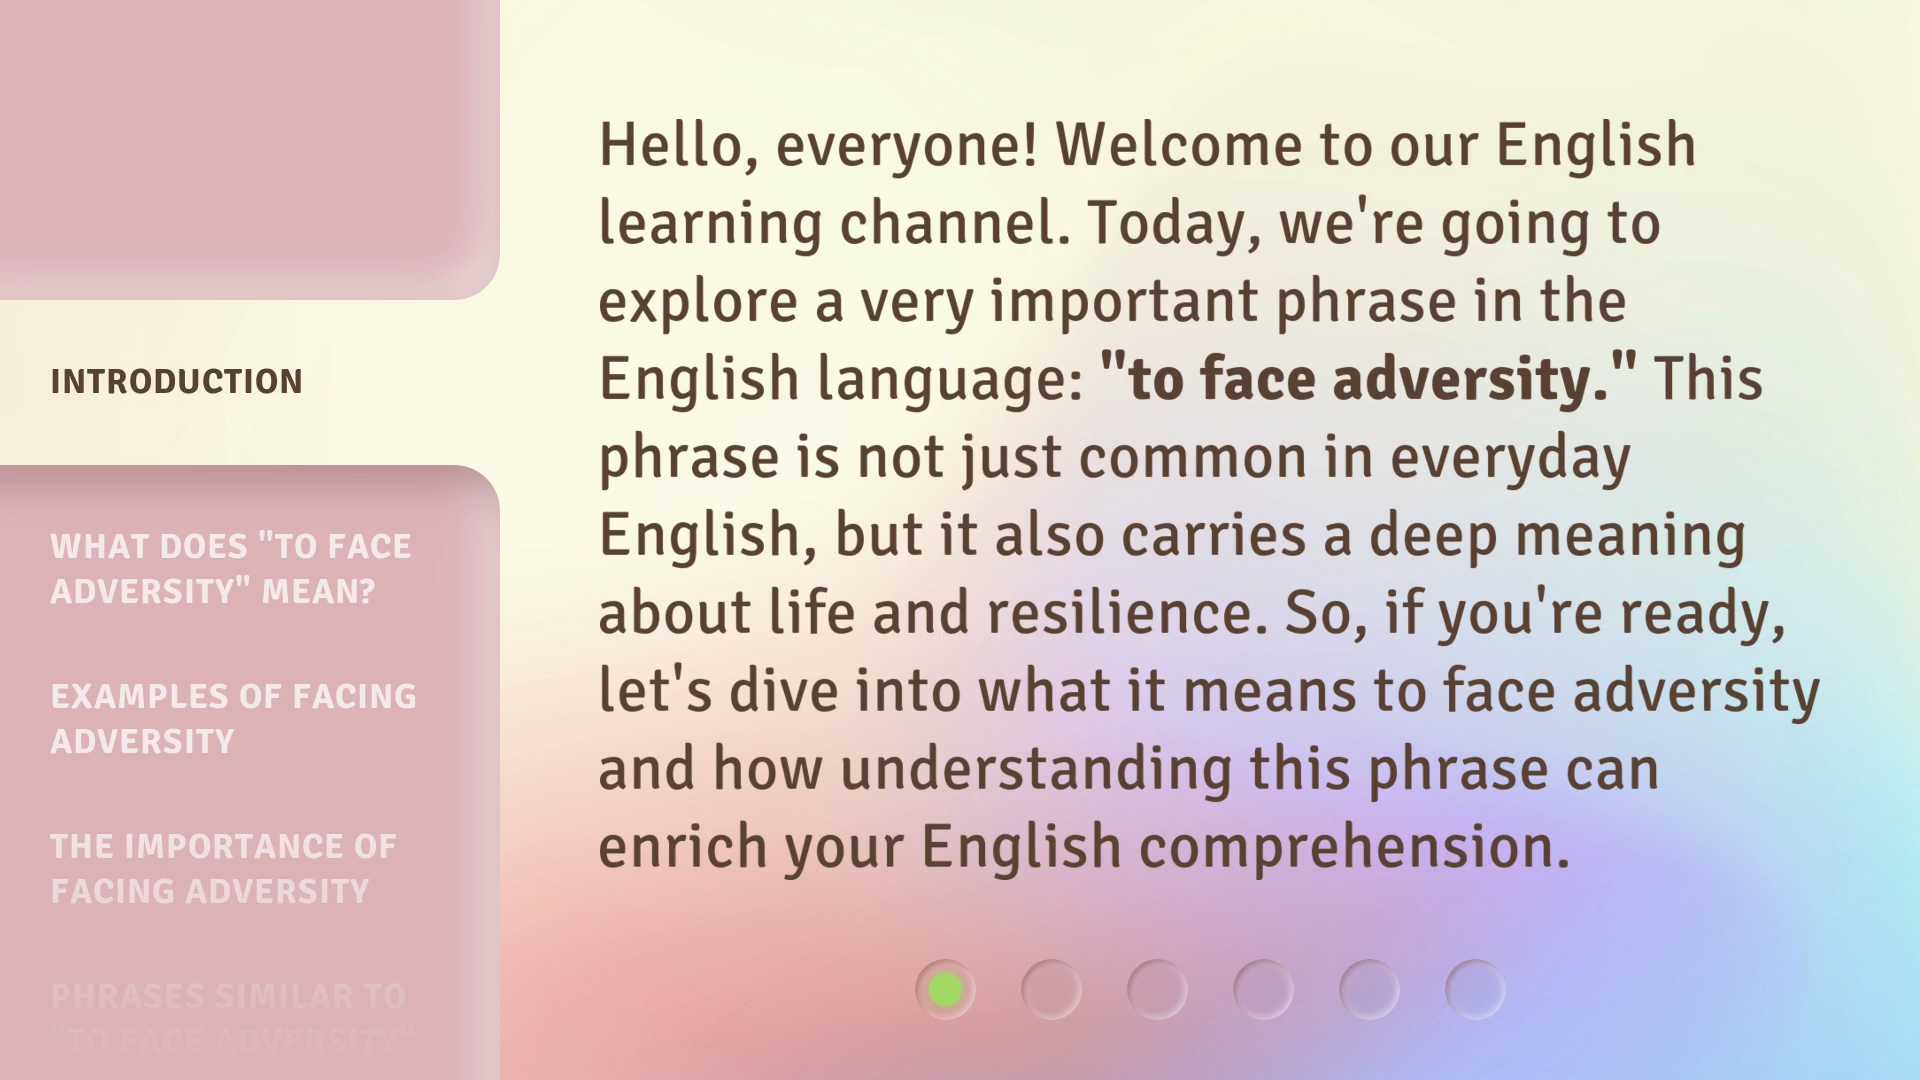 INTRODUCTION
WHAT DOES "TO FACE
ADVERSITY" MEAN?
EXAMPLES OF FACING
ADVERSITY
THE IMPORTANCE OF
FACING ADVERSITY
PHRASES SIMILAR TO
"TO FACE ADVERSITY"
Hello, everyone! Welcome to our English
learning channel. Today, we're going to
explore a very important phrase in the
English language: "to face adversity." This
phrase is not just common in everyday
English, but it also carries a deep meaning
about life and resilience. So, if you're ready,
let's dive into what it means to face adversity
and how understanding this phrase can
enrich your English comprehension.